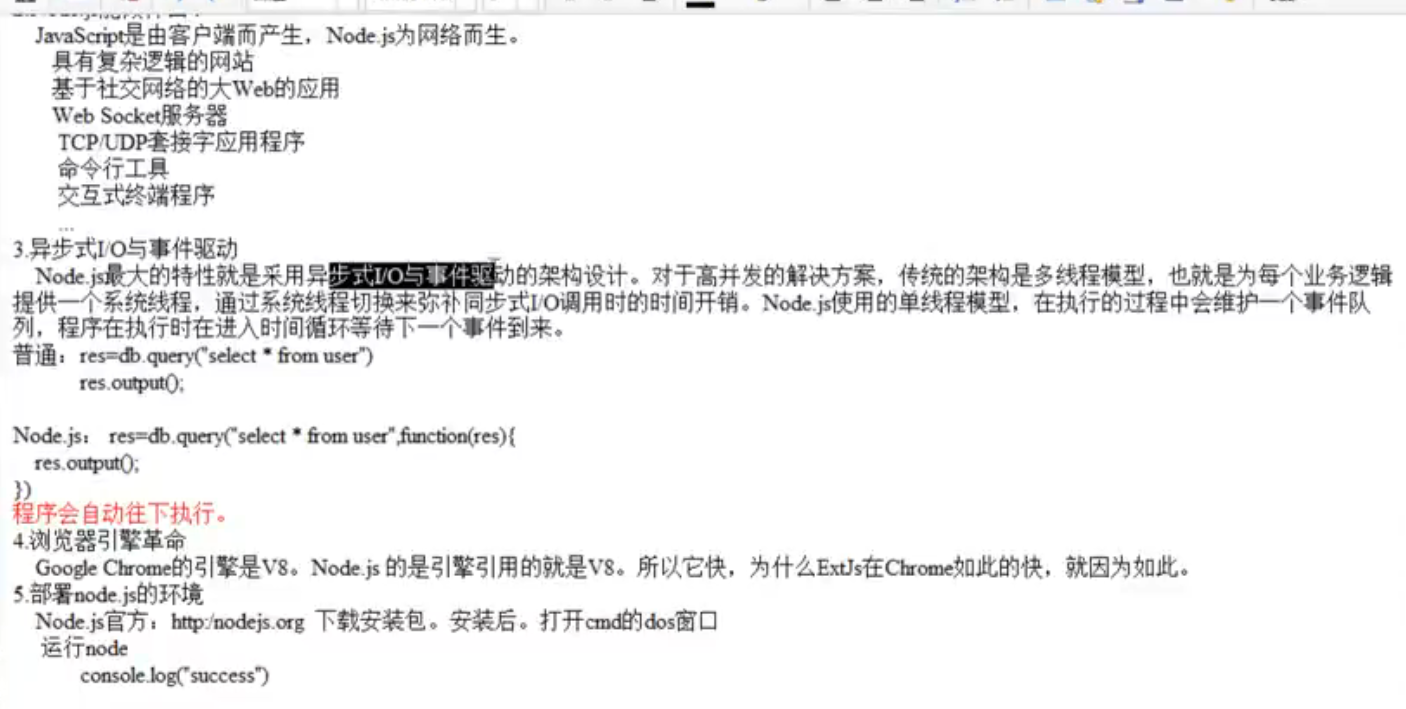 JavaScript是由客户端而产生，Node.js为网络而生。
具有复杂逻辑的网站
基于社交网络的大Web的应用
Web Socket服务器
TCP/UDP套接字应用程序
命令行工具
交互式终端程序
...
3.异步式I/O与事件驱动
Node.js最大的特性就是采用异步式I/O与事件驱动的架构设计。对于高并发的解决方案，传统的架构是多线程模型，也就是为每个业务逻辑
提供一个系统线程，通过系统线程切换来弥补同步式I/O调用时的时间开销。Node.js使用的单线程模型，在执行的过程中会维护一个事件队
列，程序在执行时在进入时间循环等待下一个事件到来。
普通：res=db.query("select * from user")
res.output();
Node.js： res=db.query("select * from user",function(res){
res.output();
})
程序会自动往下执行。
4.浏览器引擎革命
Google Chrome的引擎是V8。Node.js 的是引擎引用的就是V8。所以它快，为什么ExtJs在Chrome如此的快，就因为如此。
5.部署node.js的环境
Node.js官方：http:/nodejs.org 下载安装包。安装后。打开cmd的dos窗口
运行node
console.log("success")